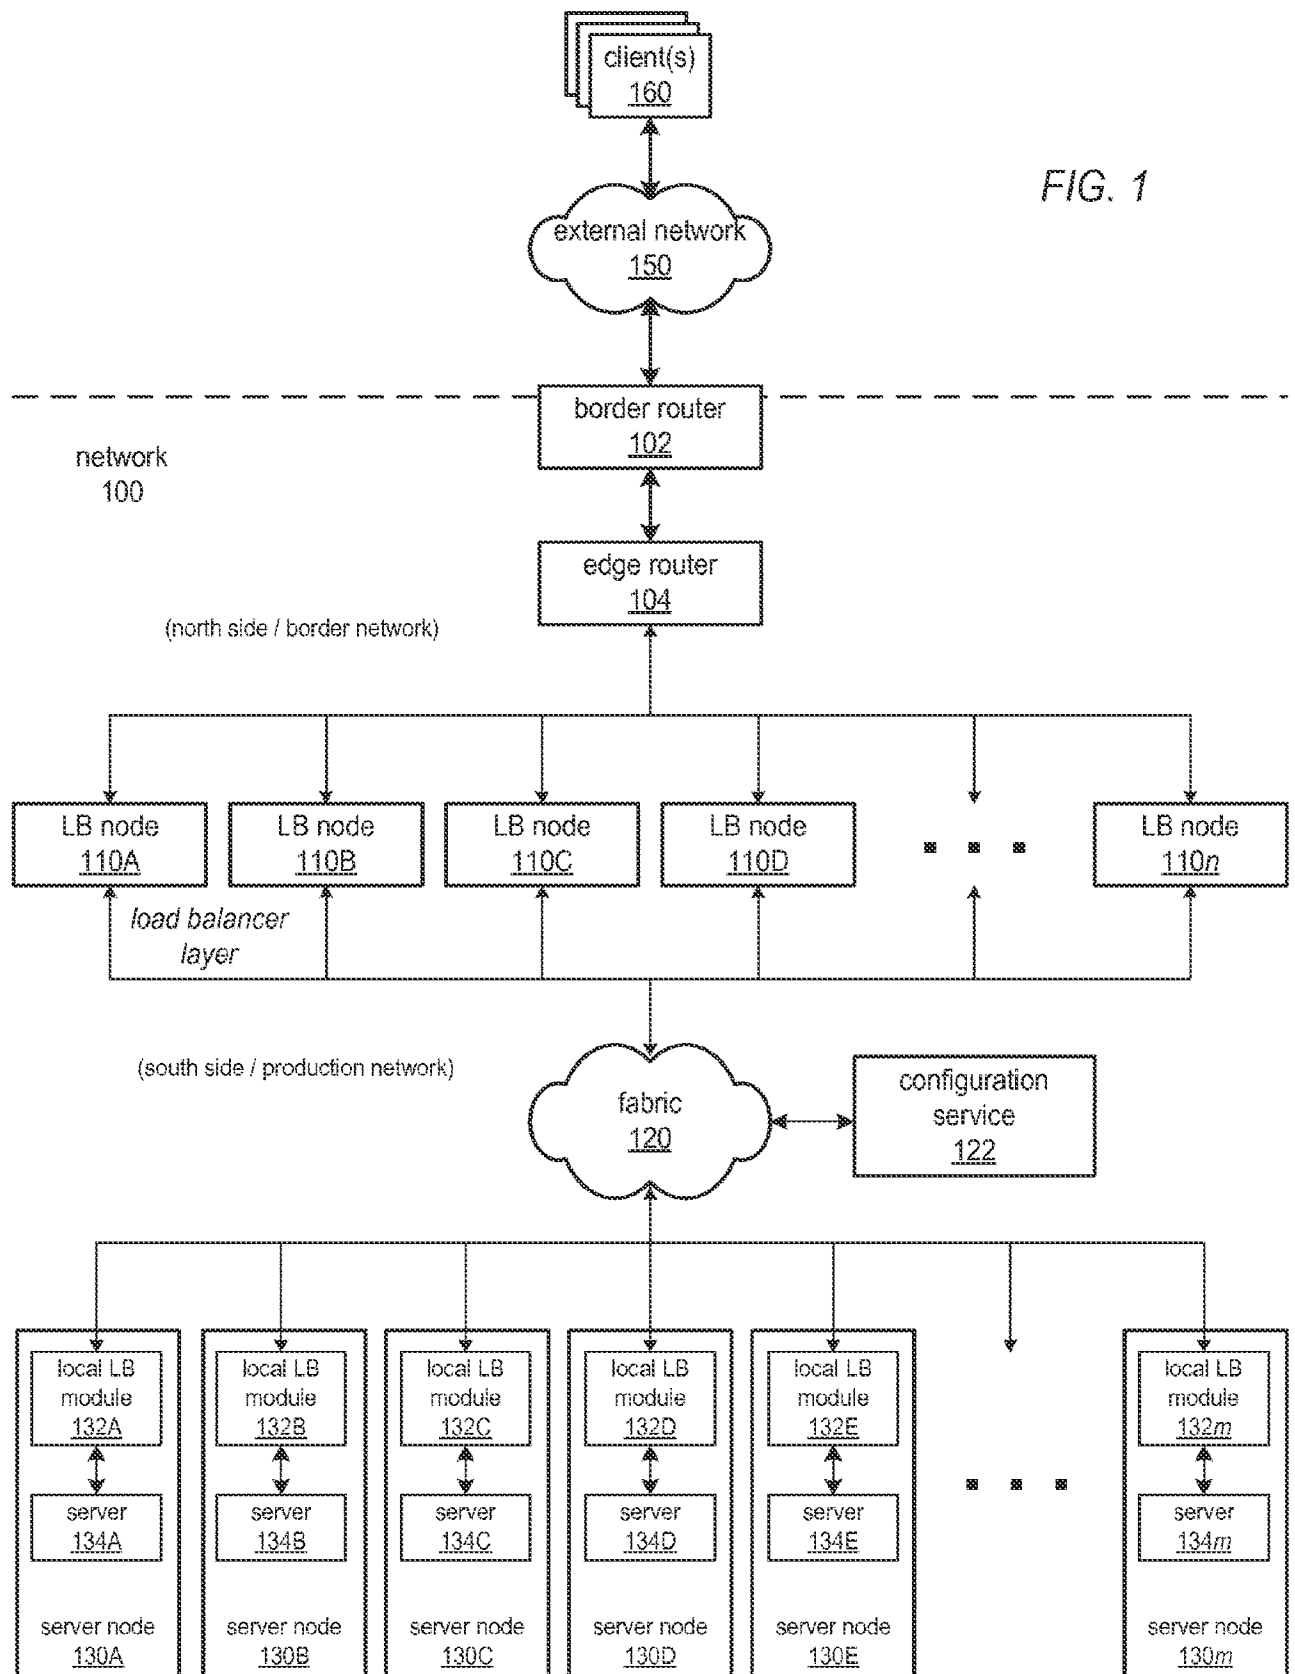 client(s)
160
FIG. 1
external network
150
border router
102
network
100
edge router
104
(north side / border network)
LB node
110A
LB node
110B
LB node
110C
LB node
110D
LB node
110n
load balancer
layer
(south side / production network)
fabric
120
configuration
service
122
local LB
module
132A
server
134A
server node
130A
local LB
module
132B
server
134B
server node
130B
local LB
module
132C
server
134C
server node
130C
local LB
module
132D
server
134D
server node
130D
local LB
module
132E
server
134E
server node
130E
local LB
module
132m
server
134m
server node
130m